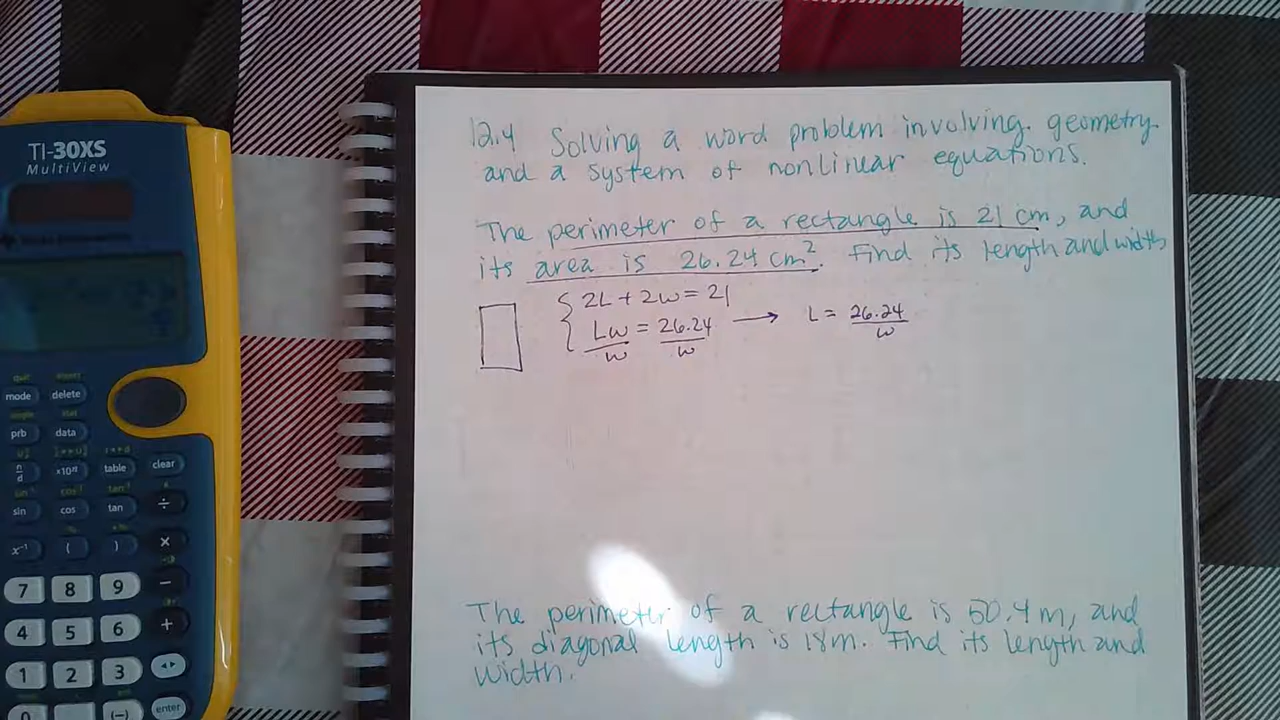 12.4 Solving a word problem involving geometry
and a system of nonlinear equations.
The perimeter of a rectangle is 21 cm, and
its area is 26.24 cm². Find its length and width
2L + 2W = 21
LW/W = 26.24/W → L = 26.24/W
The perimeter of a rectangle is 50.4 m, and
its diagonal length is 18m. Find its length and
width.
TI-30XS
MultiView
mode delete
prb data
n/d ×10ⁿ table clear
sin cos tan ÷
x⁻¹ ( ) ×
7 8 9 −
4 5 6 +
1 2 3
0 (−) enter